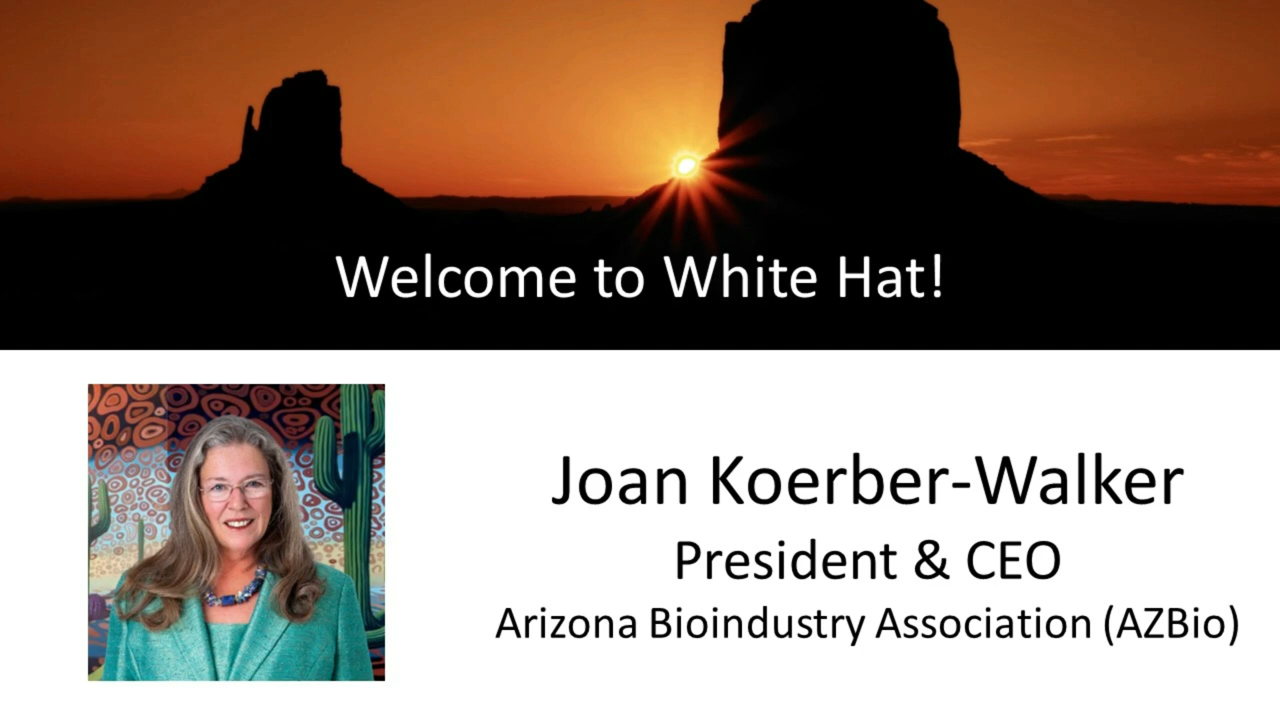 Welcome to White Hat!
Joan Koerber-Walker
President & CEO
Arizona Bioindustry Association (AZBio)